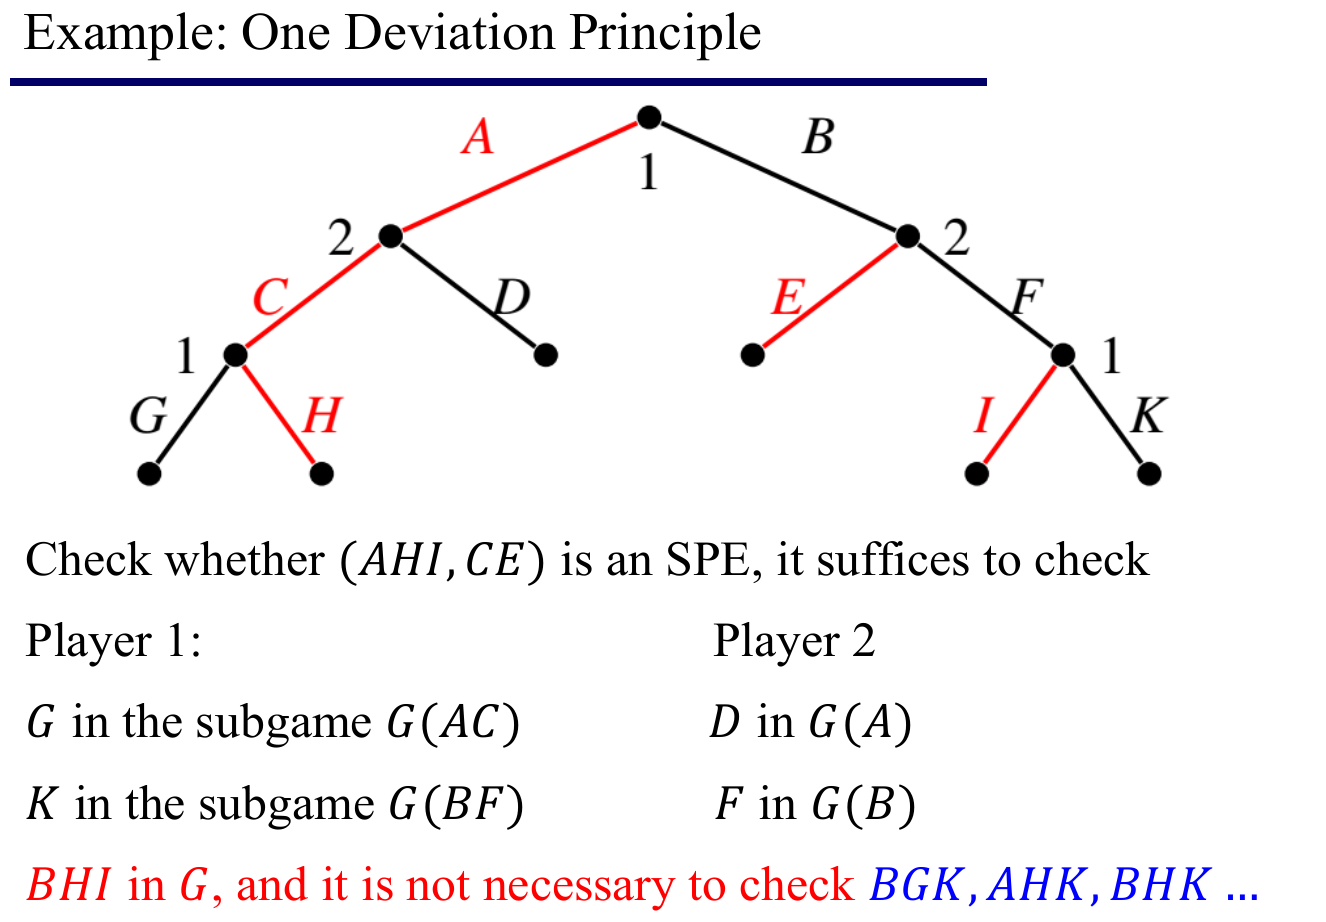 Example: One Deviation Principle
A
B
1
2
2
C
D
E
F
1
1
G
H
I
K
Check whether (AHI, CE) is an SPE, it suffices to check
Player 1:
Player 2
G in the subgame G(AC)
D in G(A)
K in the subgame G(BF)
F in G(B)
BHI in G, and it is not necessary to check BGK, AHK, BHK ...